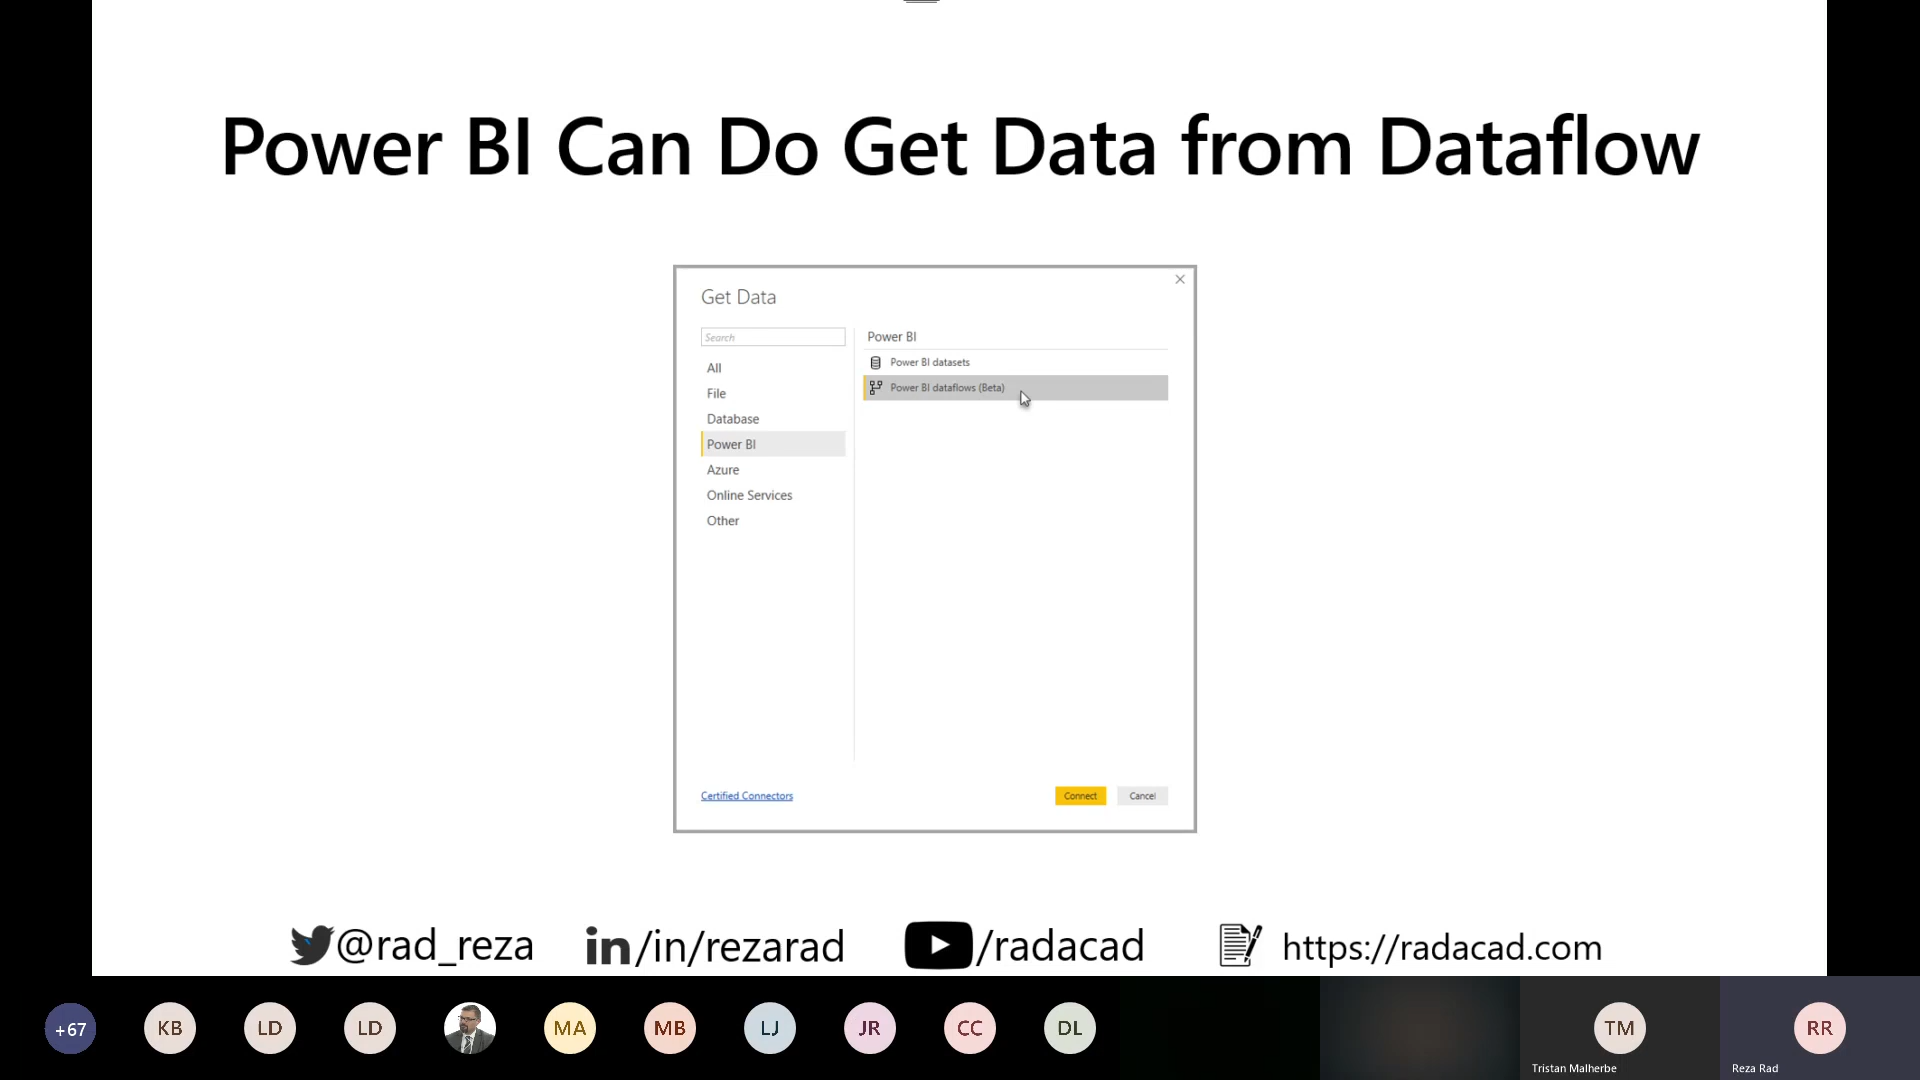 Power BI Can Do Get Data from Dataflow
Get Data
Search
All
File
Database
Power BI
Azure
Online Services
Other
Power BI
Power BI datasets
Power BI dataflows (Beta)
Certified Connectors
Connect
Cancel
@rad_reza
in/in/rezarad
/radacad
https://radacad.com
+67
KB
LD
LD
MA
MB
LJ
JR
CC
DL
TM
Tristan Malherbe
RR
Reza Rad